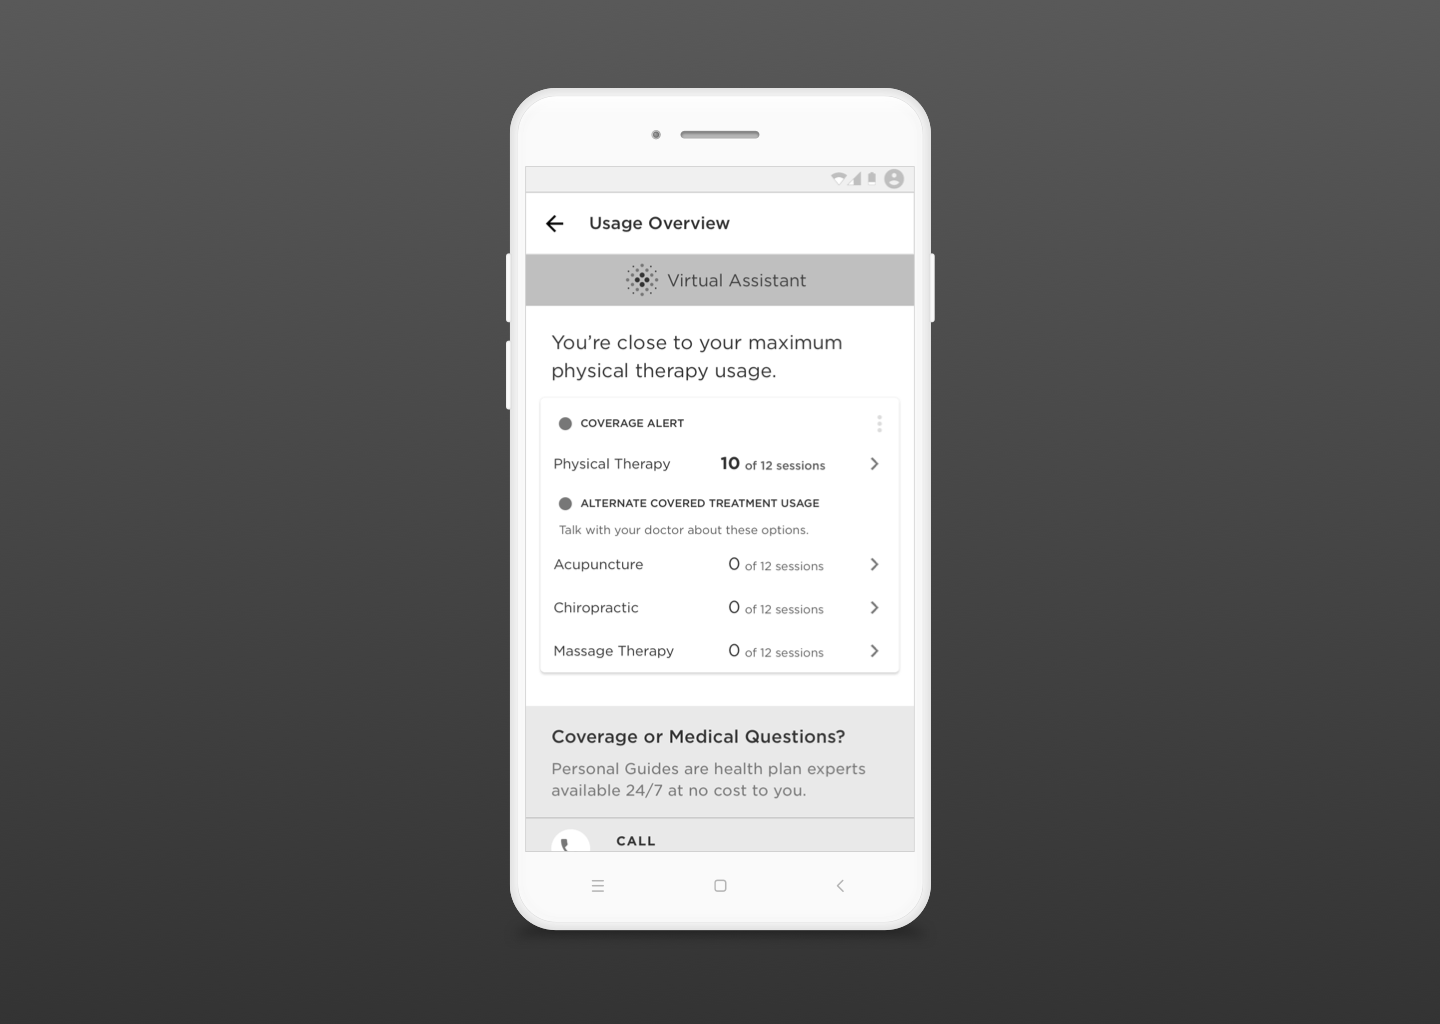 Usage Overview
Virtual Assistant
You're close to your maximum
physical therapy usage.
COVERAGE ALERT
Physical Therapy 10 of 12 sessions
ALTERNATE COVERED TREATMENT USAGE
Talk with your doctor about these options.
Acupuncture 0 of 12 sessions
Chiropractic 0 of 12 sessions
Massage Therapy 0 of 12 sessions
Coverage or Medical Questions?
Personal Guides are health plan experts
available 24/7 at no cost to you.
CALL